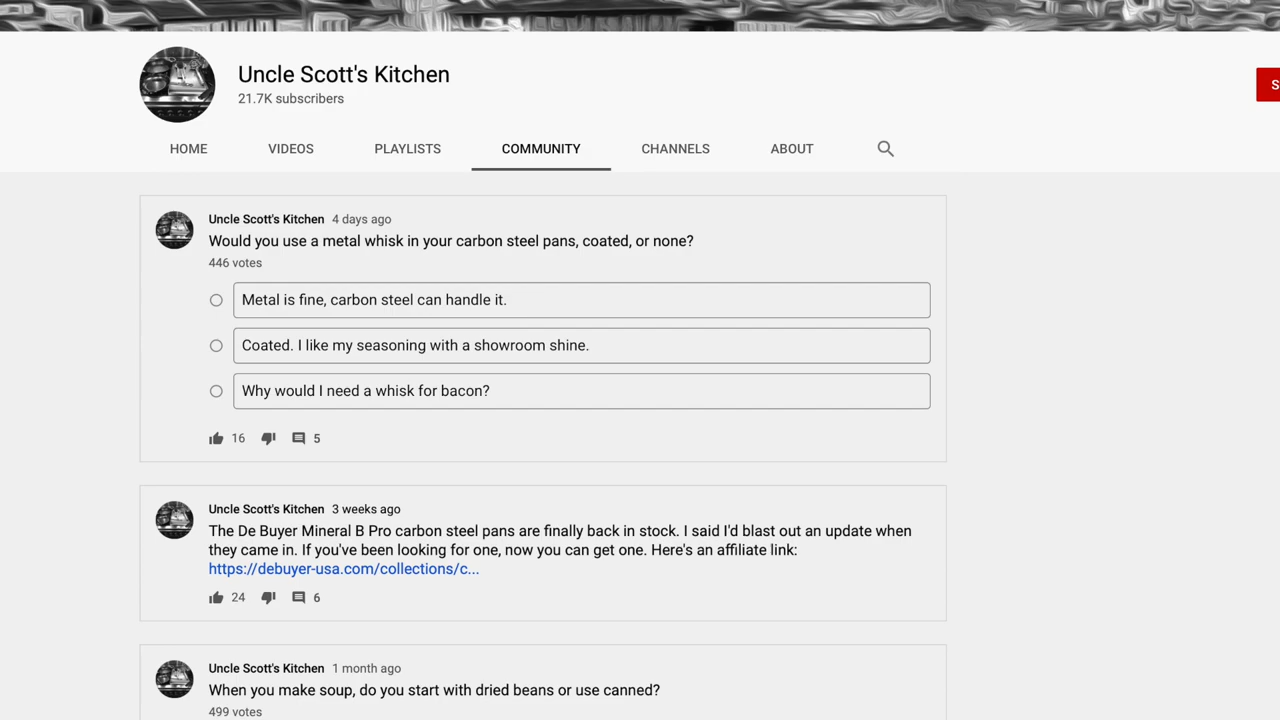 Uncle Scott's Kitchen
21.7K subscribers
S
HOME VIDEOS PLAYLISTS COMMUNITY CHANNELS ABOUT
Uncle Scott's Kitchen 4 days ago
Would you use a metal whisk in your carbon steel pans, coated, or none?
446 votes
Metal is fine, carbon steel can handle it.
Coated. I like my seasoning with a showroom shine.
Why would I need a whisk for bacon?
16 5
Uncle Scott's Kitchen 3 weeks ago
The De Buyer Mineral B Pro carbon steel pans are finally back in stock. I said I'd blast out an update when
they came in. If you've been looking for one, now you can get one. Here's an affiliate link:
https://debuyer-usa.com/collections/c...
24 6
Uncle Scott's Kitchen 1 month ago
When you make soup, do you start with dried beans or use canned?
499 votes